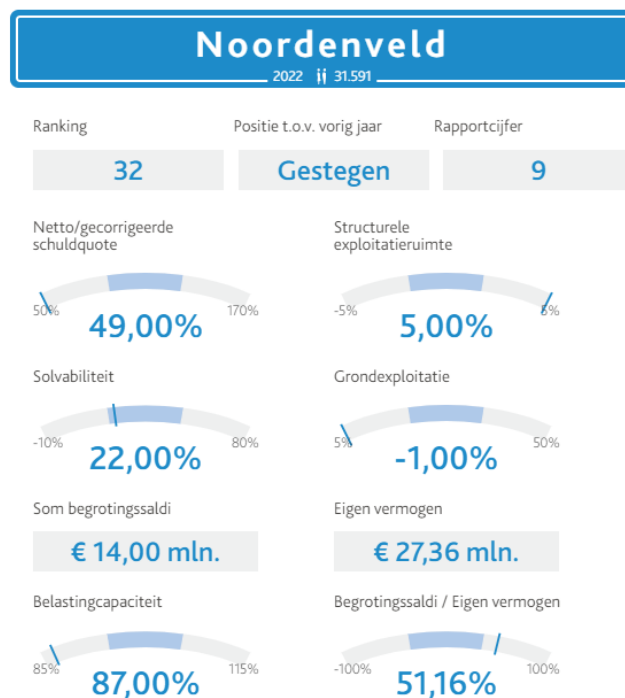 Noordenveld
2022 31.591
Ranking
Positie t.o.v. vorig jaar
Rapportcijfer
32
Gestegen
9
Netto/gecorrigeerde
schuldquote
Structurele
exploitatieruimte
50%
170%
49,00%
-5%
5%
5,00%
Solvabiliteit
Grondexploitatie
-10%
80%
22,00%
5%
50%
-1,00%
Som begrotingssaldi
Eigen vermogen
€ 14,00 mln.
€ 27,36 mln.
Belastingcapaciteit
Begrotingssaldi / Eigen vermogen
85%
115%
87,00%
-100%
100%
51,16%